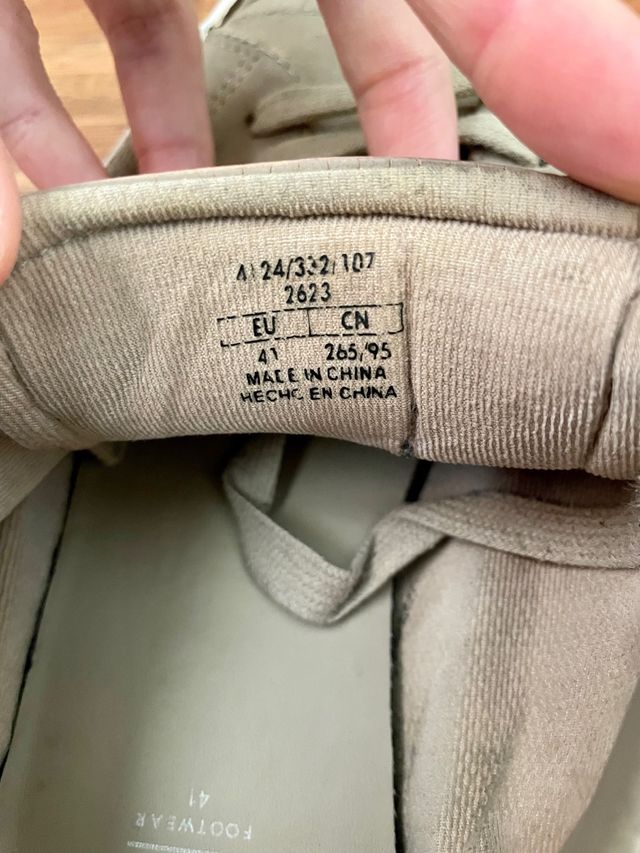 4124/332/107
2623
EU CN
41 265/95
MADE IN CHINA
HECHO EN CHINA
FOOTWEAR
41